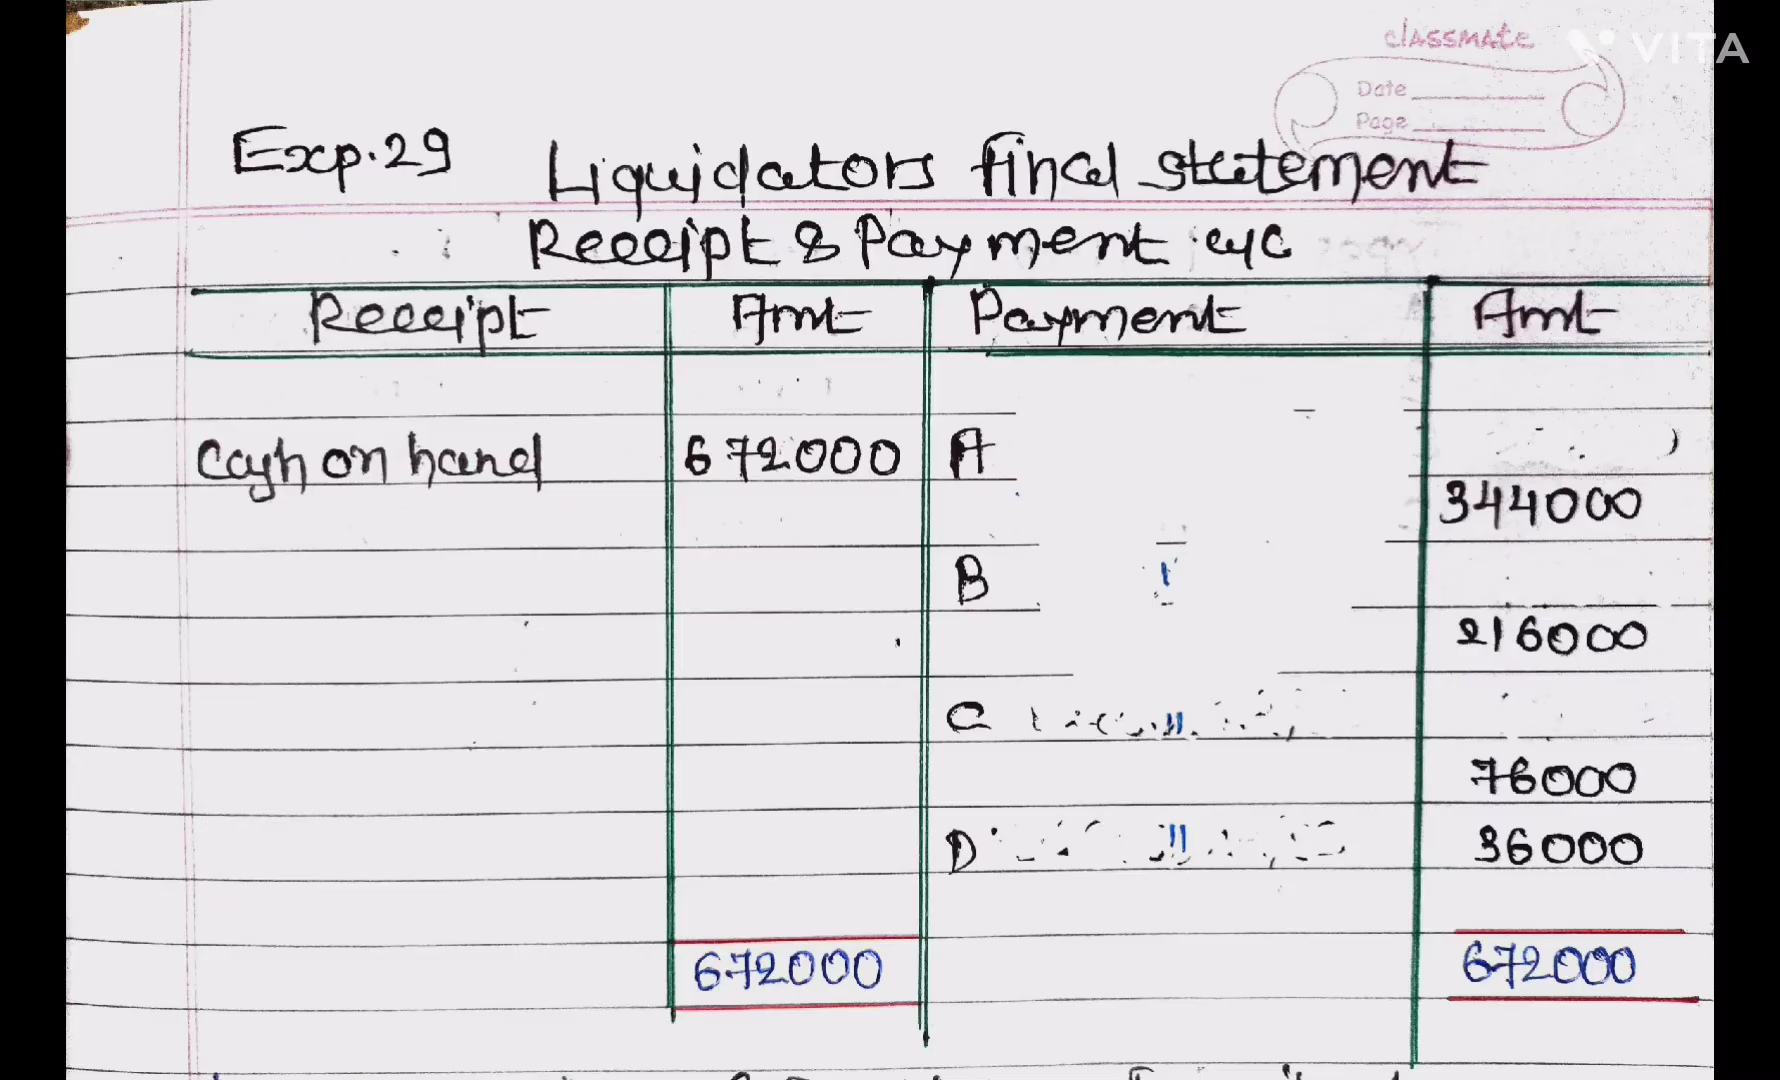 classmate
VITA
Date
Page
Exp.29 Liquidators final statement
Receipt & Payment a/c
Receipt Amt Payment Amt
Cash on hand 672000 A
344000
B
216000
C "
76000
D " 36000
672000 672000